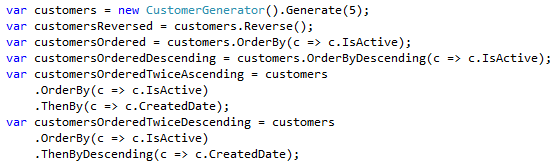 var customers = new CustomerGenerator().Generate(5);
var customersReversed = customers.Reverse();
var customersOrdered = customers.OrderBy(c => c.IsActive);
var customersOrderedDescending = customers.OrderByDescending(c => c.IsActive);
var customersOrderedTwiceAscending = customers
    .OrderBy(c => c.IsActive)
    .ThenBy(c => c.CreatedDate);
var customersOrderedTwiceDescending = customers
    .OrderBy(c => c.IsActive)
    .ThenByDescending(c => c.CreatedDate);